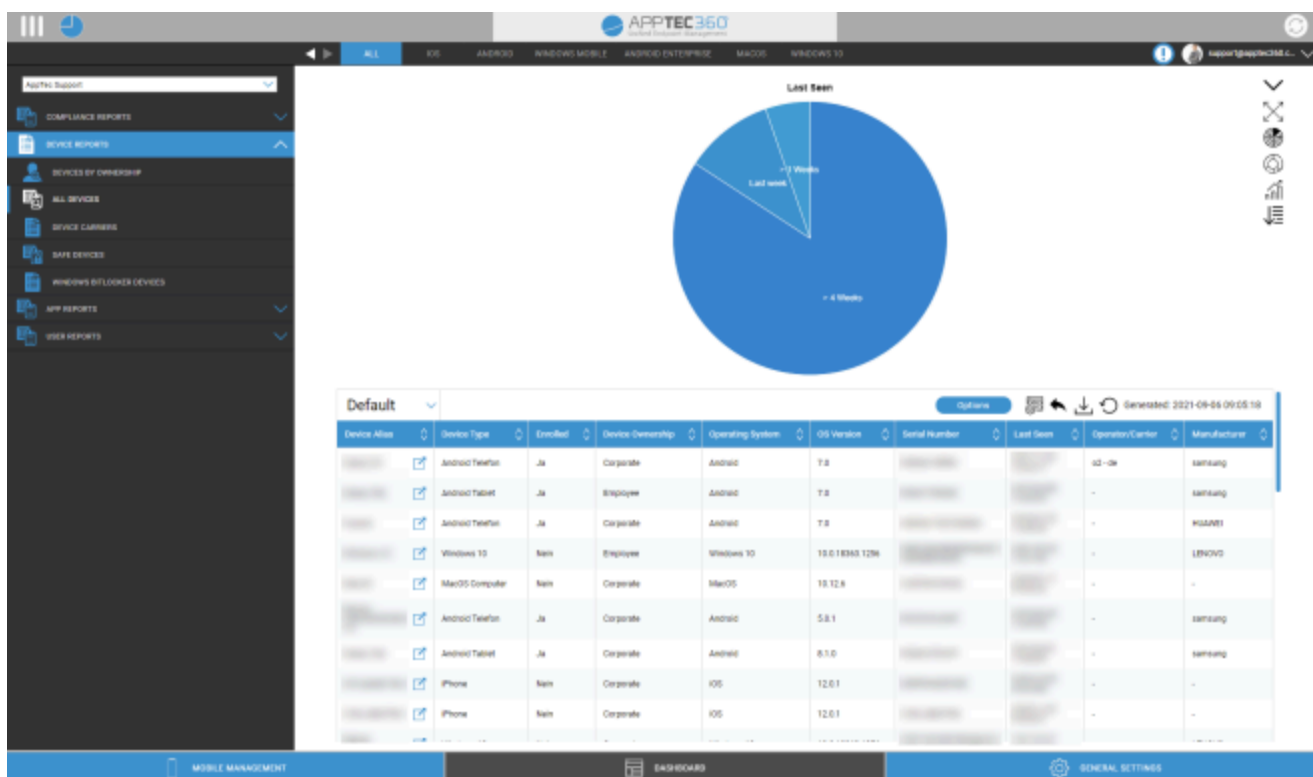 APPTEC360
Unified Endpoint Management
ALL IOS ANDROID WINDOWS MOBILE ANDROID ENTERPRISE MACOS WINDOWS 10 support@apptec360.c...
AppTec Support
COMPLIANCE REPORTS
DEVICE REPORTS
DEVICES BY OWNERSHIP
ALL DEVICES
DEVICE CARRIERS
SAFE DEVICES
WINDOWS BITLOCKER DEVICES
APP REPORTS
USER REPORTS
Last Seen
Weeks
Last week
4 Weeks
Default Options Generated: 2021-09-06 09:05:18
Device Alias Device Type Enrolled Device Ownership Operating System OS Version Serial Number Last Seen Operator/Carrier Manufacturer
Android Telefon Ja Corporate Android 7.0 o2 - de samsung
Android Tablet Ja Employee Android 7.0 - samsung
Android Telefon Ja Corporate Android 7.0 - HUAWEI
Windows 10 Nein Employee Windows 10 10.0.18363.1256 - LENOVO
MacOS Computer Nein Corporate MacOS 10.12.6 - -
Android Telefon Ja Corporate Android 5.0.1 - samsung
Android Tablet Ja Corporate Android 8.1.0 - samsung
iPhone Nein Corporate iOS 12.0.1 - -
iPhone Nein Corporate iOS 12.0.1 - -
MOBILE MANAGEMENT DASHBOARD GENERAL SETTINGS